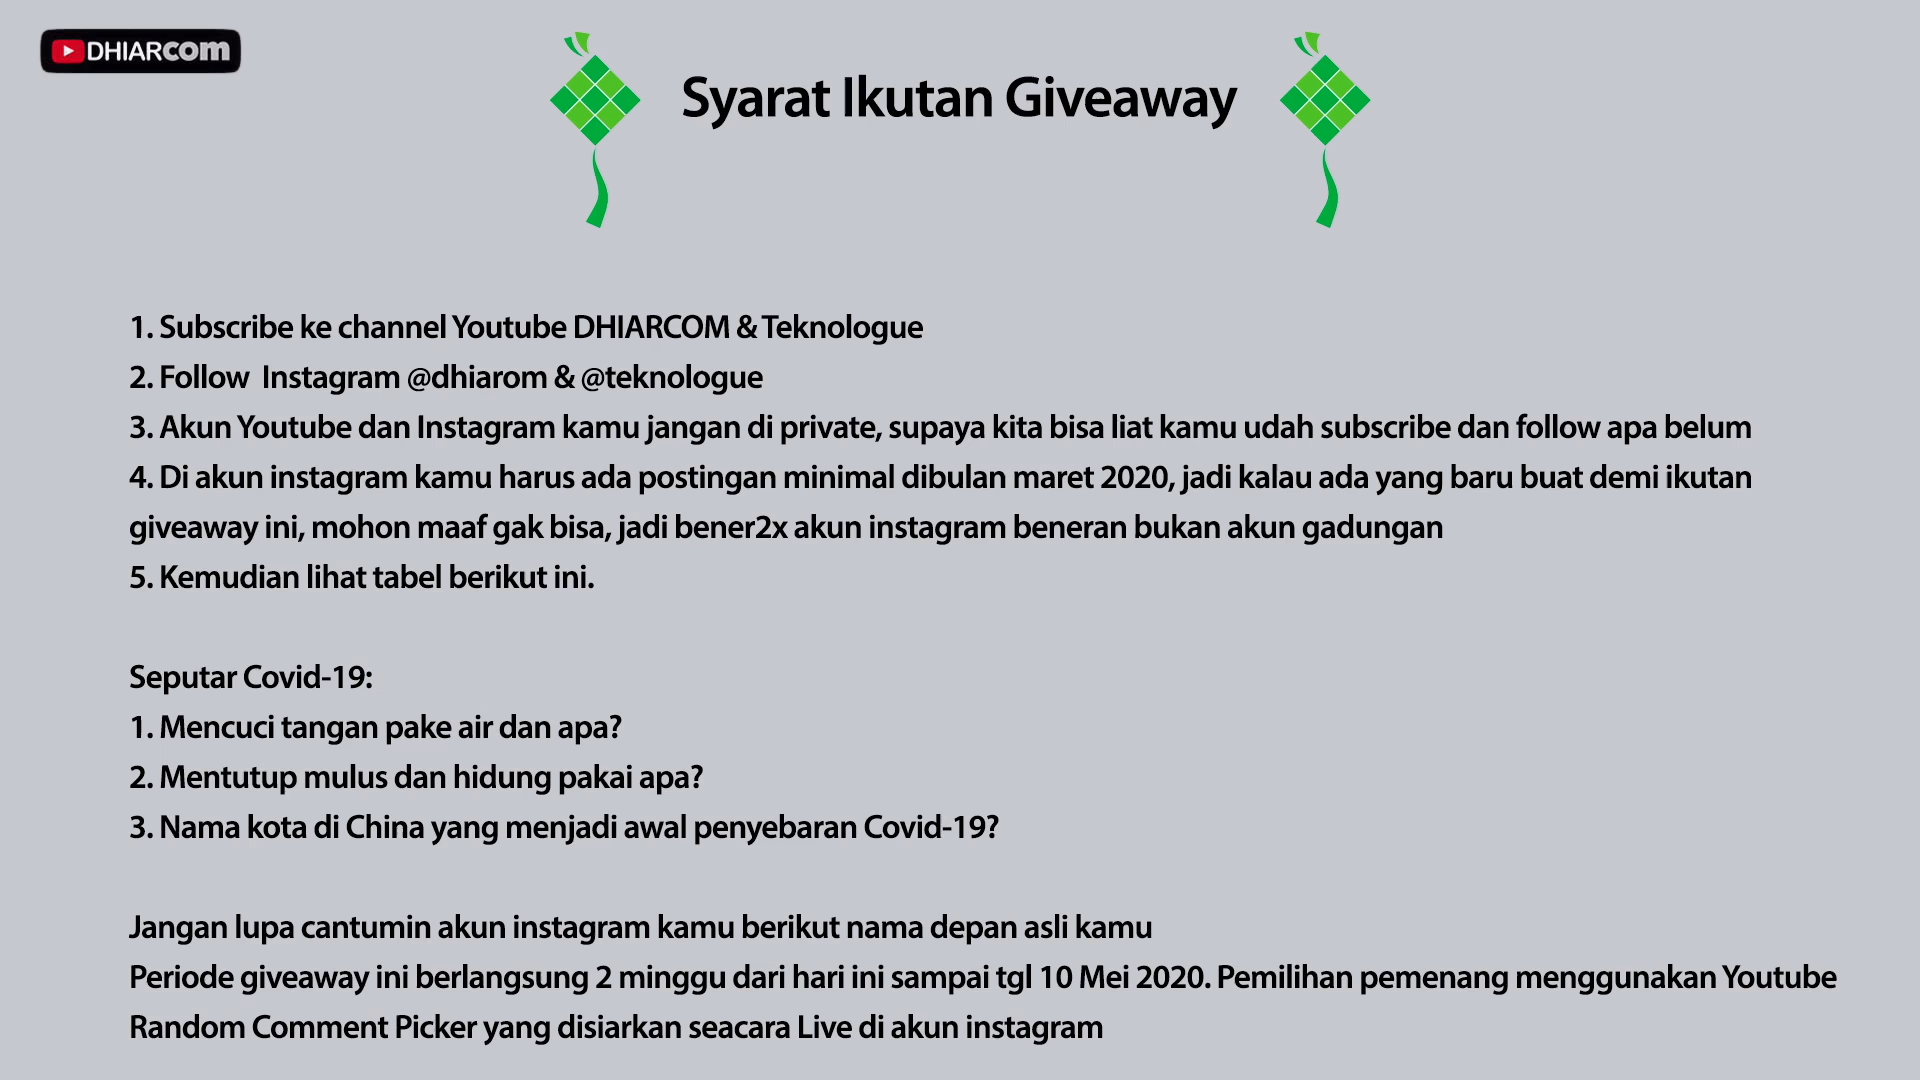 DHIARCOM
Syarat Ikutan Giveaway
1. Subscribe ke channel Youtube DHIARCOM & Teknologue
2. Follow  Instagram @dhiarom & @teknologue
3. Akun Youtube dan Instagram kamu jangan di private, supaya kita bisa liat kamu udah subscribe dan follow apa belum
4. Di akun instagram kamu harus ada postingan minimal dibulan maret 2020, jadi kalau ada yang baru buat demi ikutan
giveaway ini, mohon maaf gak bisa, jadi bener2x akun instagram beneran bukan akun gadungan
5. Kemudian lihat tabel berikut ini.
Seputar Covid-19:
1. Mencuci tangan pake air dan apa?
2. Mentutup mulus dan hidung pakai apa?
3. Nama kota di China yang menjadi awal penyebaran Covid-19?
Jangan lupa cantumin akun instagram kamu berikut nama depan asli kamu
Periode giveaway ini berlangsung 2 minggu dari hari ini sampai tgl 10 Mei 2020. Pemilihan pemenang menggunakan Youtube
Random Comment Picker yang disiarkan seacara Live di akun instagram